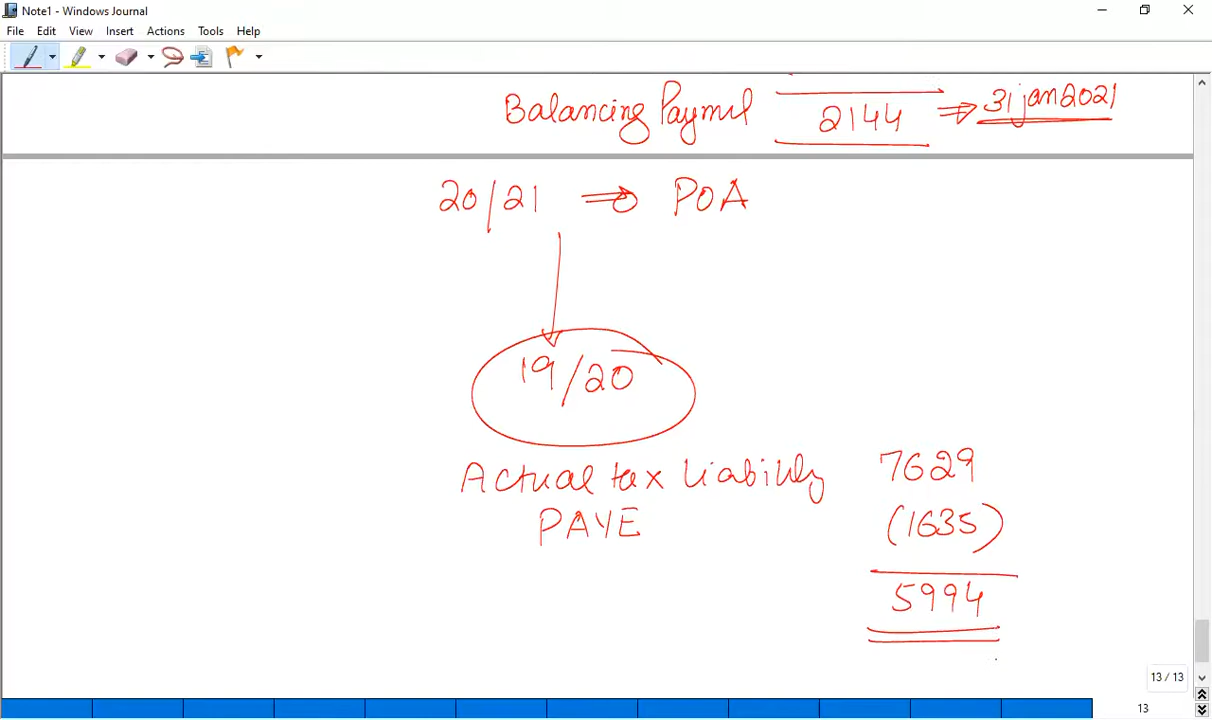 Note1 - Windows Journal
File Edit View Insert Actions Tools Help
Balancing Paymnt 2144 ⇒ 31 jan 2021
20/21 ⇒ POA
19/20
Actual tax liability 7629
PAYE (1635)
5994
13 / 13
13